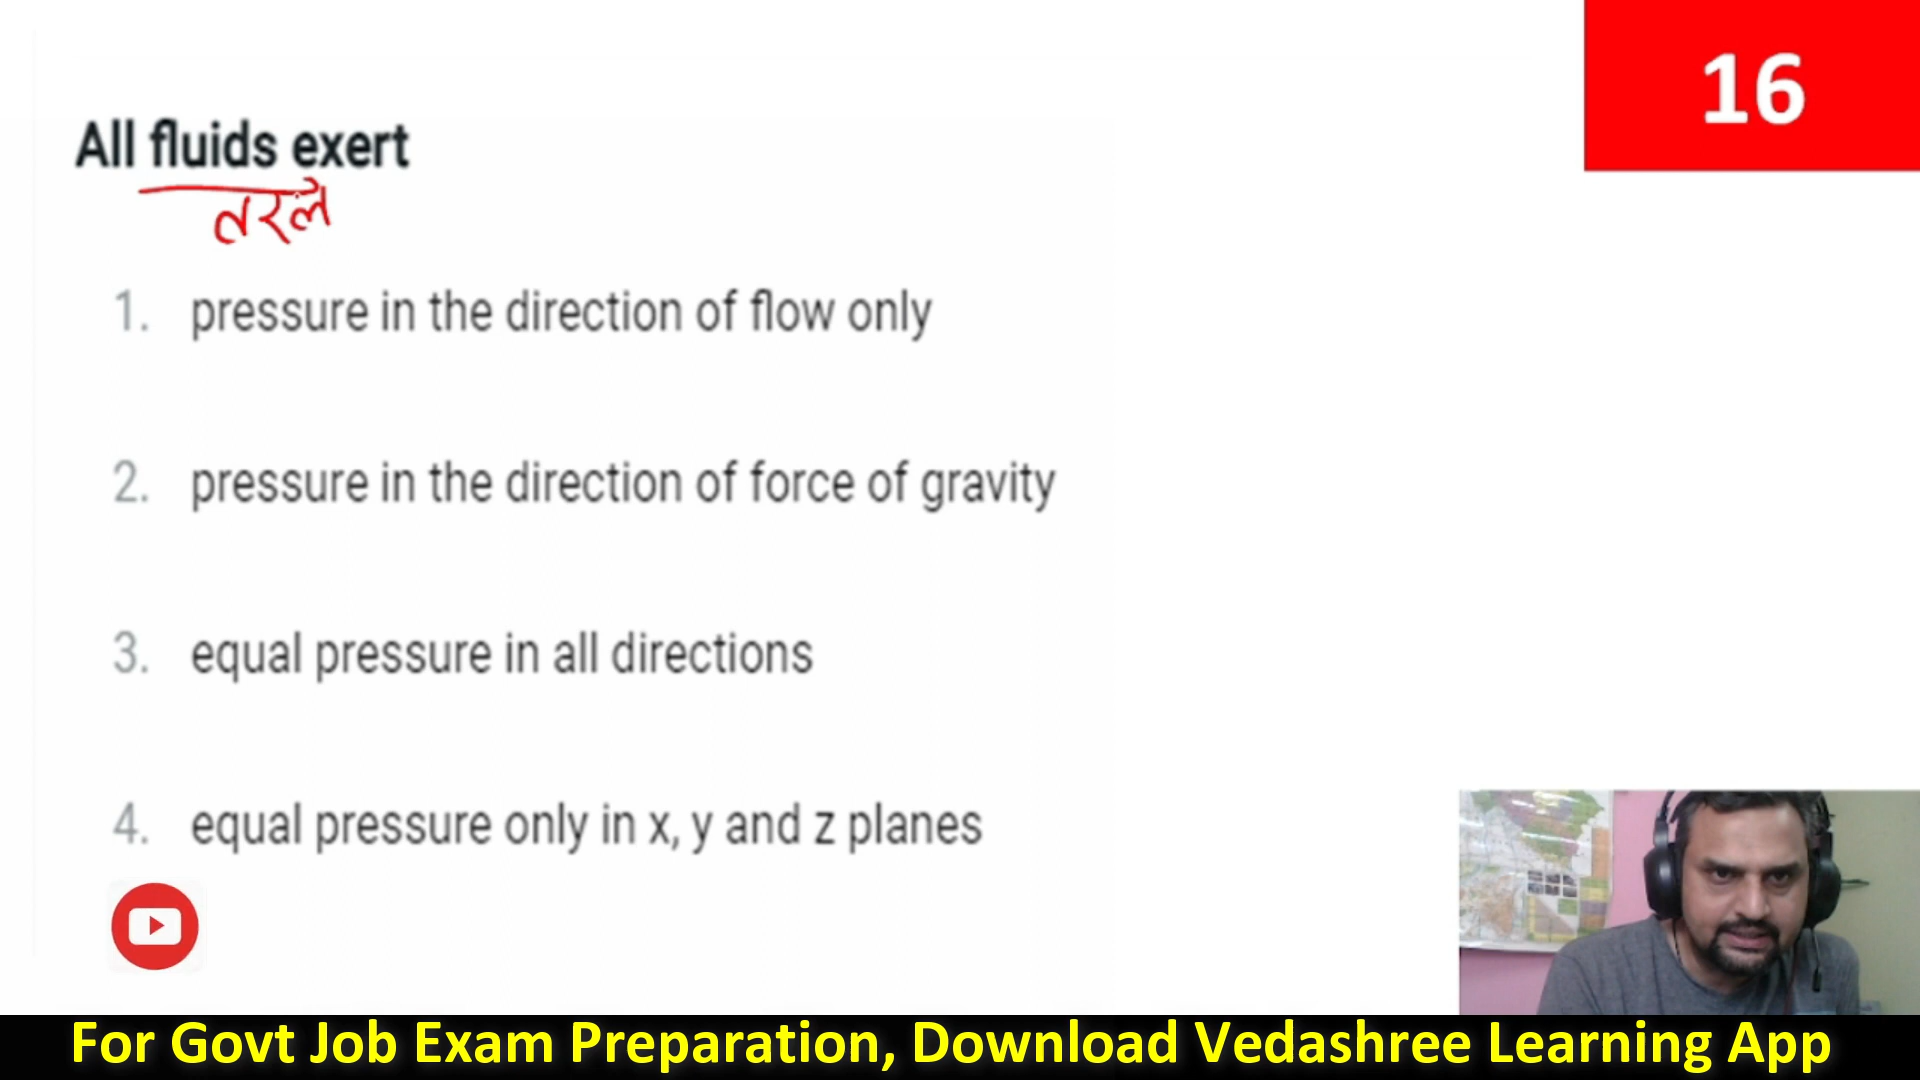 16
All fluids exert
तरल
1. pressure in the direction of flow only
2. pressure in the direction of force of gravity
3. equal pressure in all directions
4. equal pressure only in x, y and z planes
For Govt Job Exam Preparation, Download Vedashree Learning App